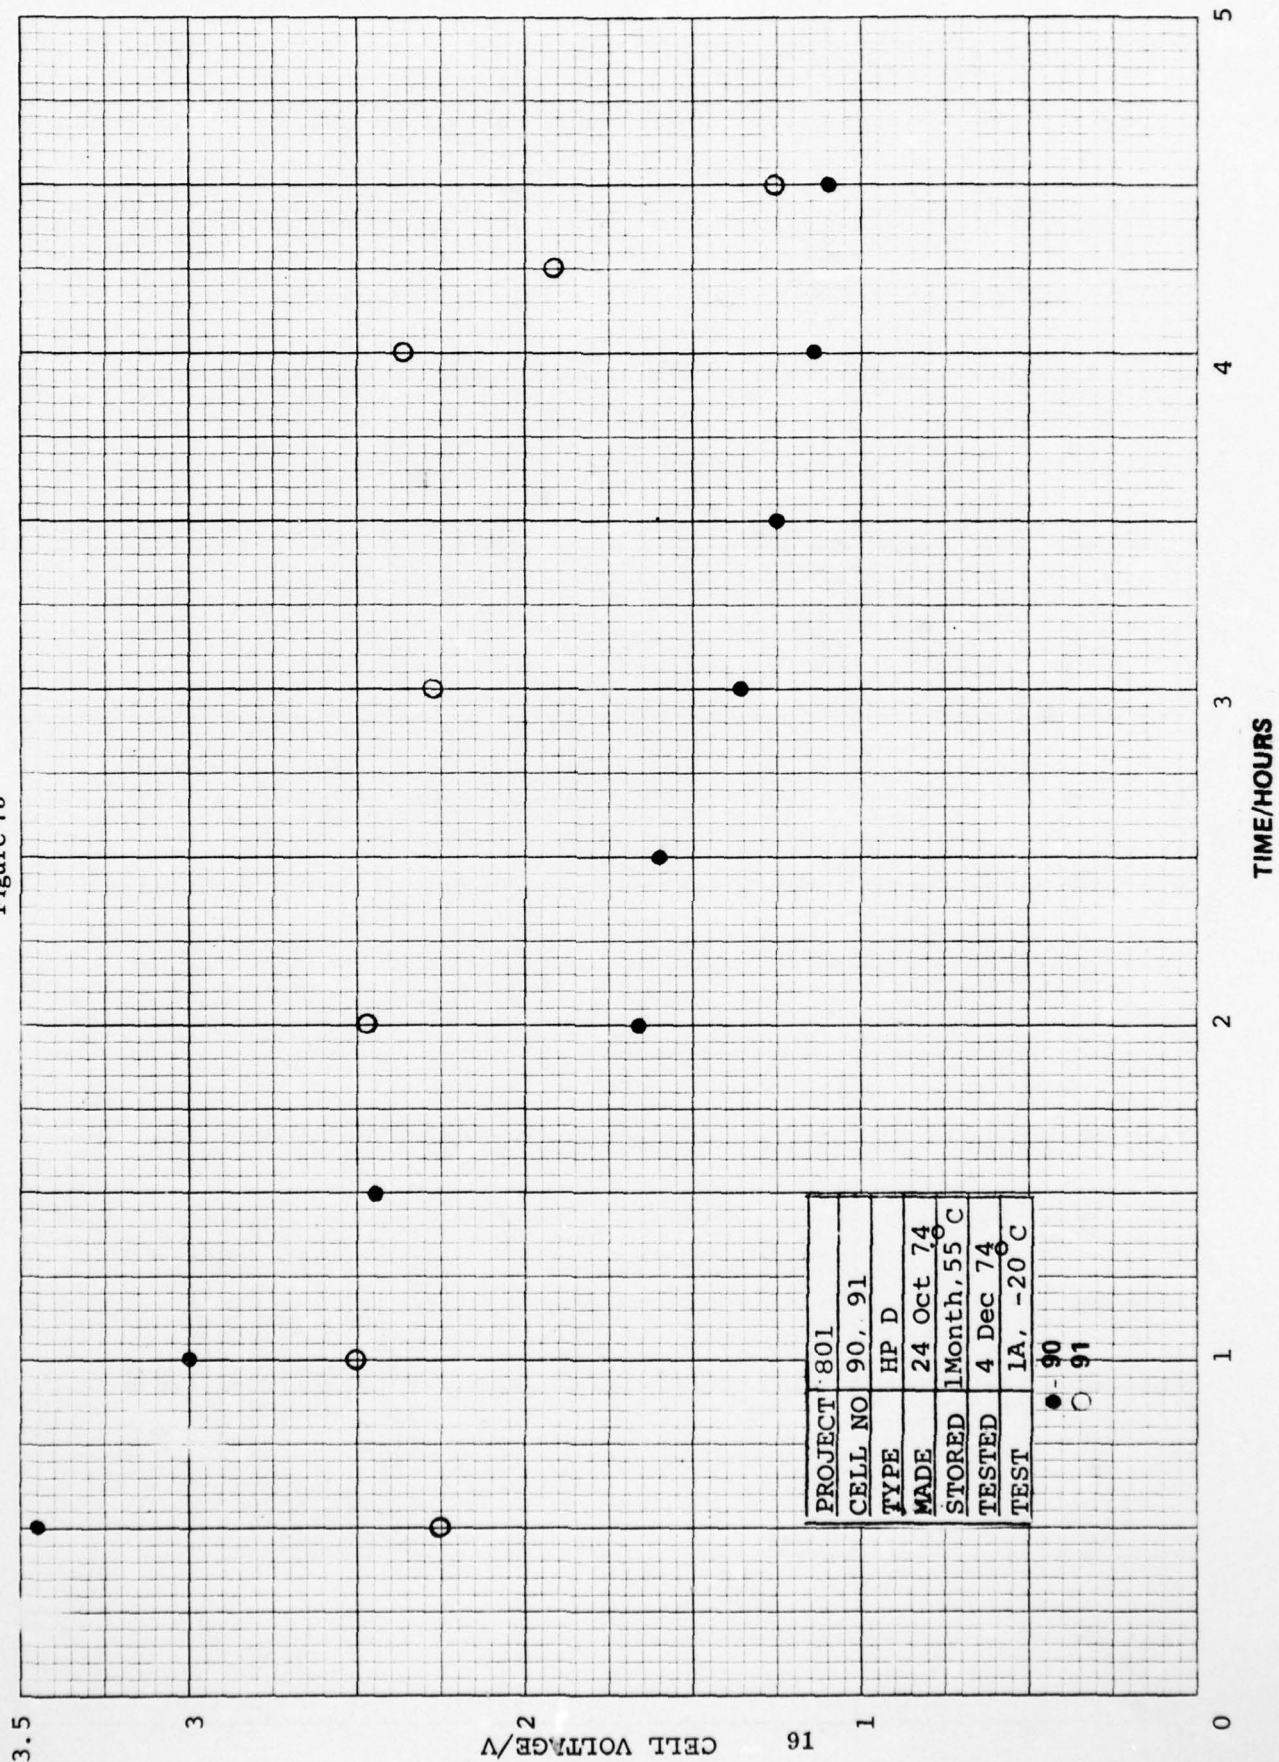 3.5
3
2
1
0
CELL VOLTAGE/V
1
2
3
4
5
TIME/HOURS
PROJECT 801
CELL NO 90, 91
TYPE HP D
MADE 24 Oct 74
STORED 1Month, 55°C
TESTED 4 Dec 74
TEST 1A, -20°C
● - 90
○ 91
91